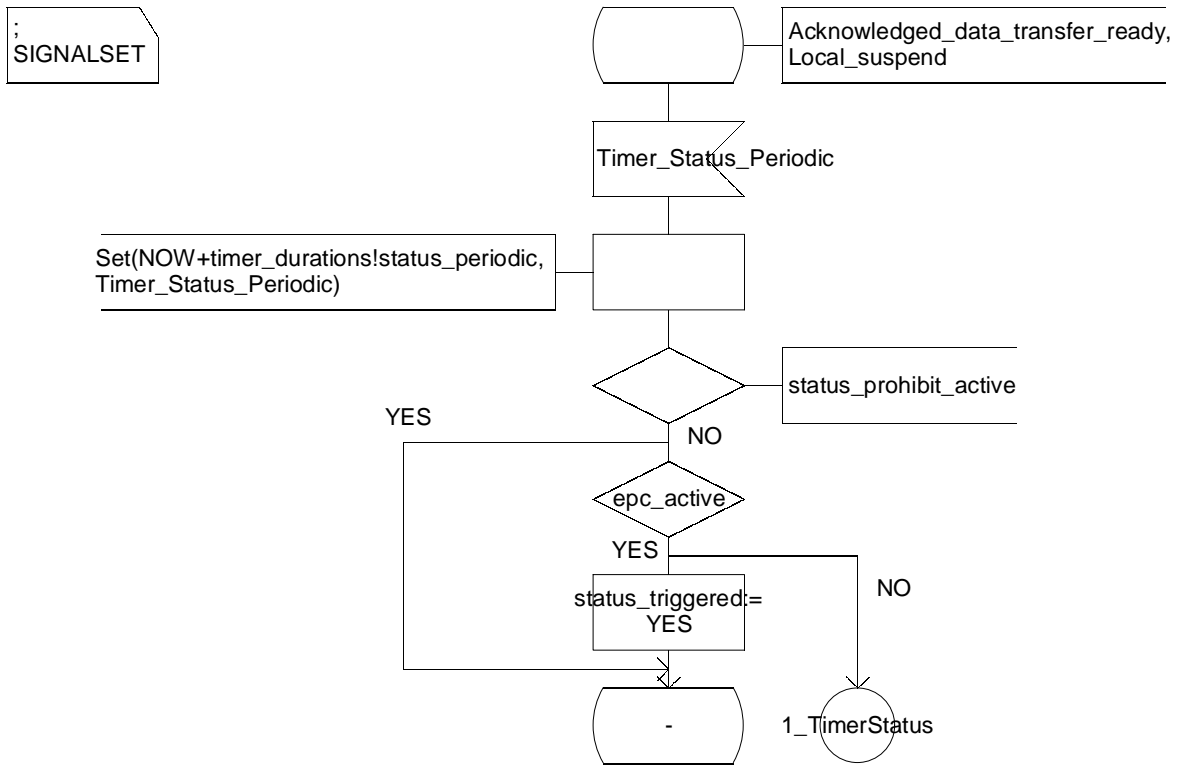 ;
SIGNALSET
Acknowledged_data_transfer_ready,
Local_suspend
Timer_Status_Periodic
Set(NOW+timer_durations!status_periodic,
Timer_Status_Periodic)
status_prohibit_active
YES
NO
epc_active
YES
NO
status_triggered:=
YES
-
1_TimerStatus